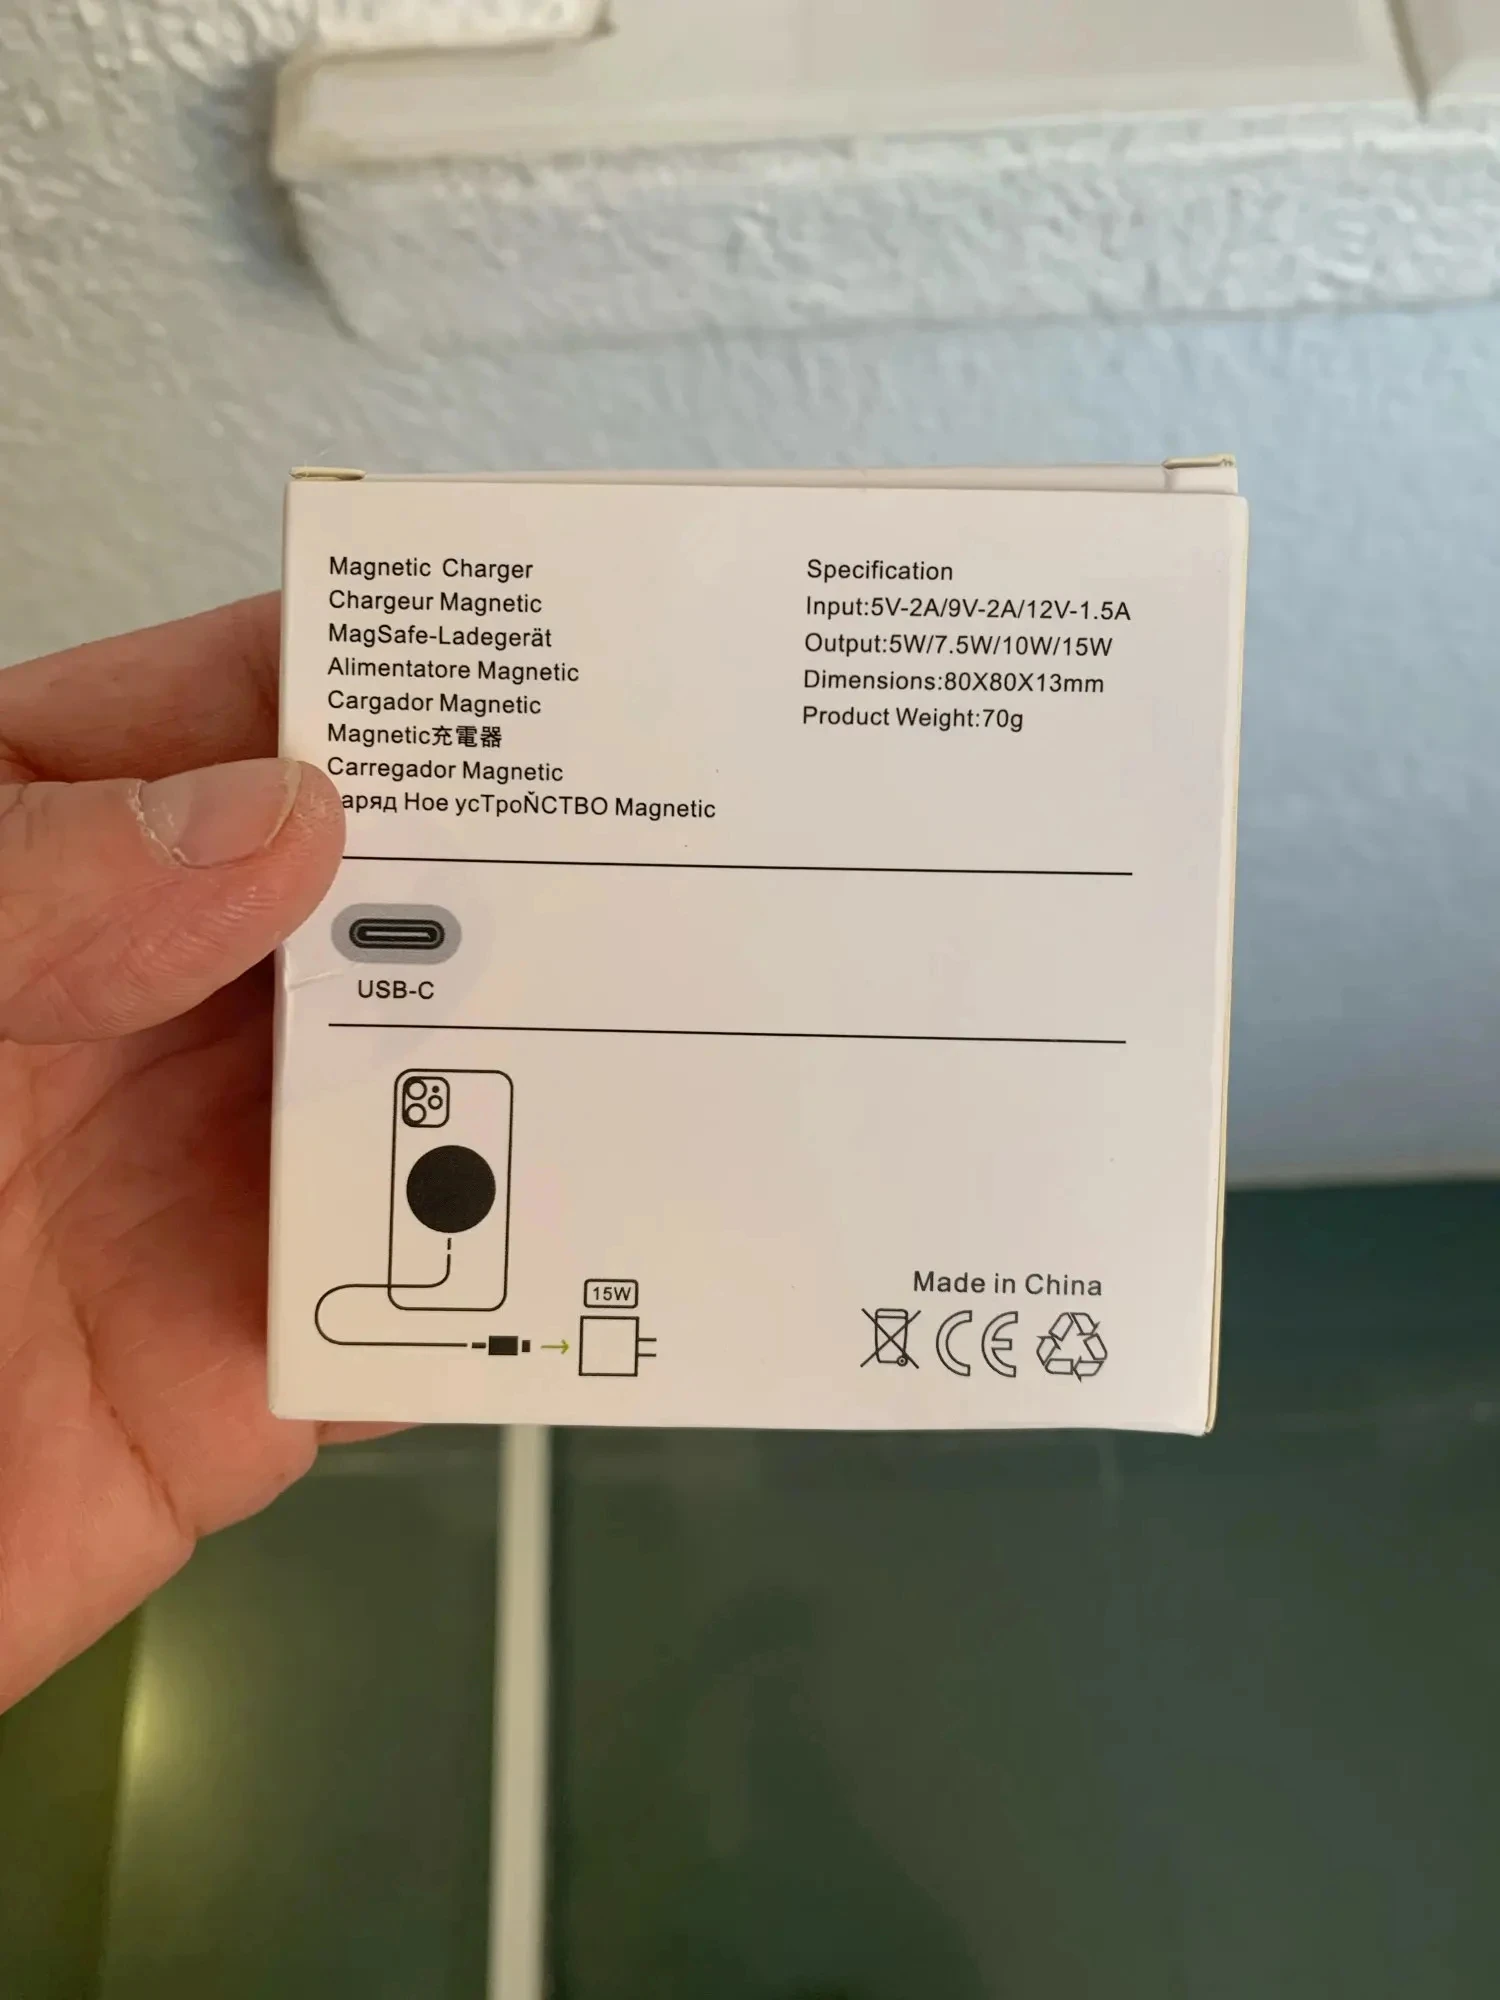 Magnetic Charger
Chargeur Magnetic
MagSafe-Ladegerät
Alimentatore Magnetic
Cargador Magnetic
Magnetic充電器
Carregador Magnetic
Ное усТроŇСТВО Magnetic
Specification
Input:5V-2A/9V-2A/12V-1.5A
Output:5W/7.5W/10W/15W
Dimensions:80X80X13mm
Product Weight:70g
USB-C
15W
Made in China
CE